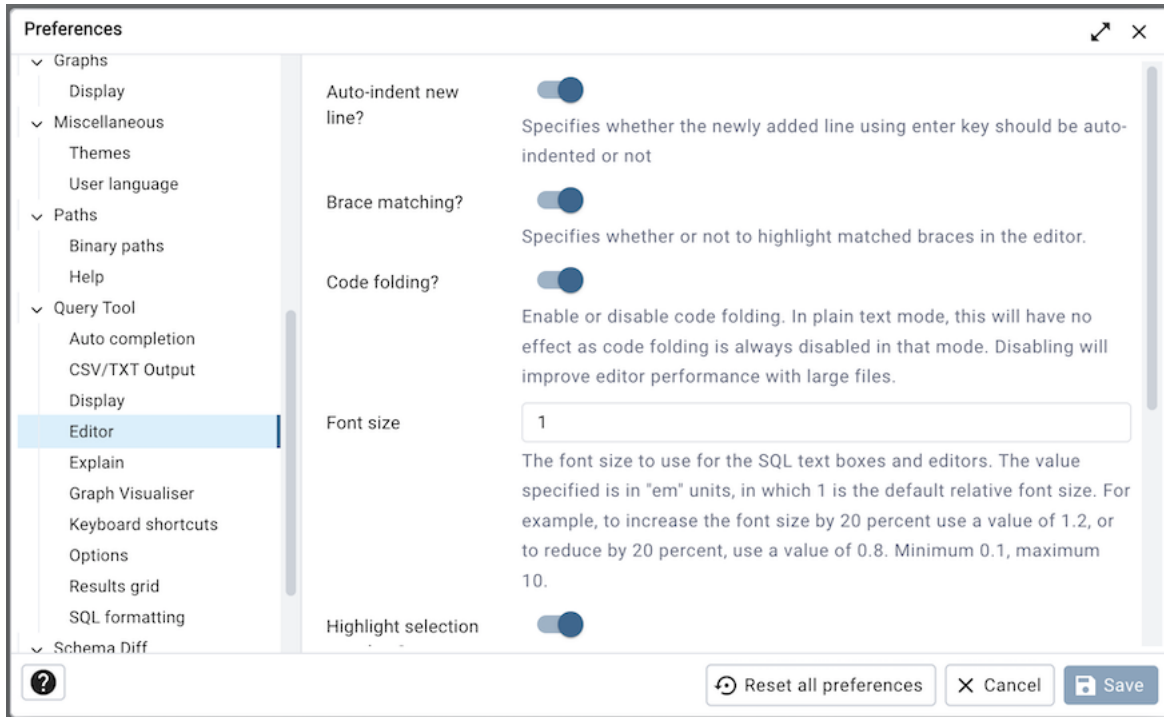 Preferences
Graphs
Display
Miscellaneous
Themes
User language
Paths
Binary paths
Help
Query Tool
Auto completion
CSV/TXT Output
Display
Editor
Explain
Graph Visualiser
Keyboard shortcuts
Options
Results grid
SQL formatting
Schema Diff
Auto-indent new
line?
Specifies whether the newly added line using enter key should be auto-
indented or not
Brace matching?
Specifies whether or not to highlight matched braces in the editor.
Code folding?
Enable or disable code folding. In plain text mode, this will have no
effect as code folding is always disabled in that mode. Disabling will
improve editor performance with large files.
Font size
1
The font size to use for the SQL text boxes and editors. The value
specified is in "em" units, in which 1 is the default relative font size. For
example, to increase the font size by 20 percent use a value of 1.2, or
to reduce by 20 percent, use a value of 0.8. Minimum 0.1, maximum
10.
Highlight selection
?
Reset all preferences
Cancel
Save